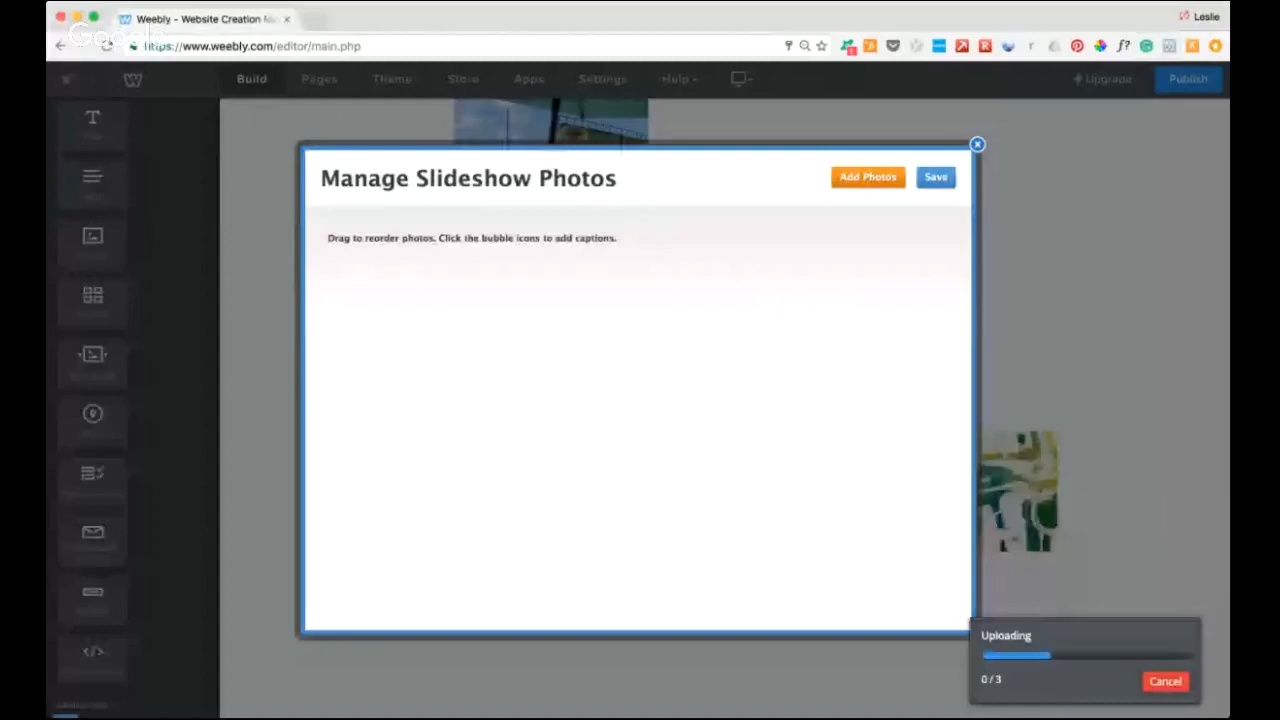 Weebly - Website Creation Ma
Leslie
Google
https://www.weebly.com/editor/main.php
f?
Build
Pages
Theme
Store
Apps
Settings
Help
Upgrade
Publish
Manage Slideshow Photos
Add Photos
Save
Drag to reorder photos. Click the bubble icons to add captions.
Uploading
0 / 3
Cancel